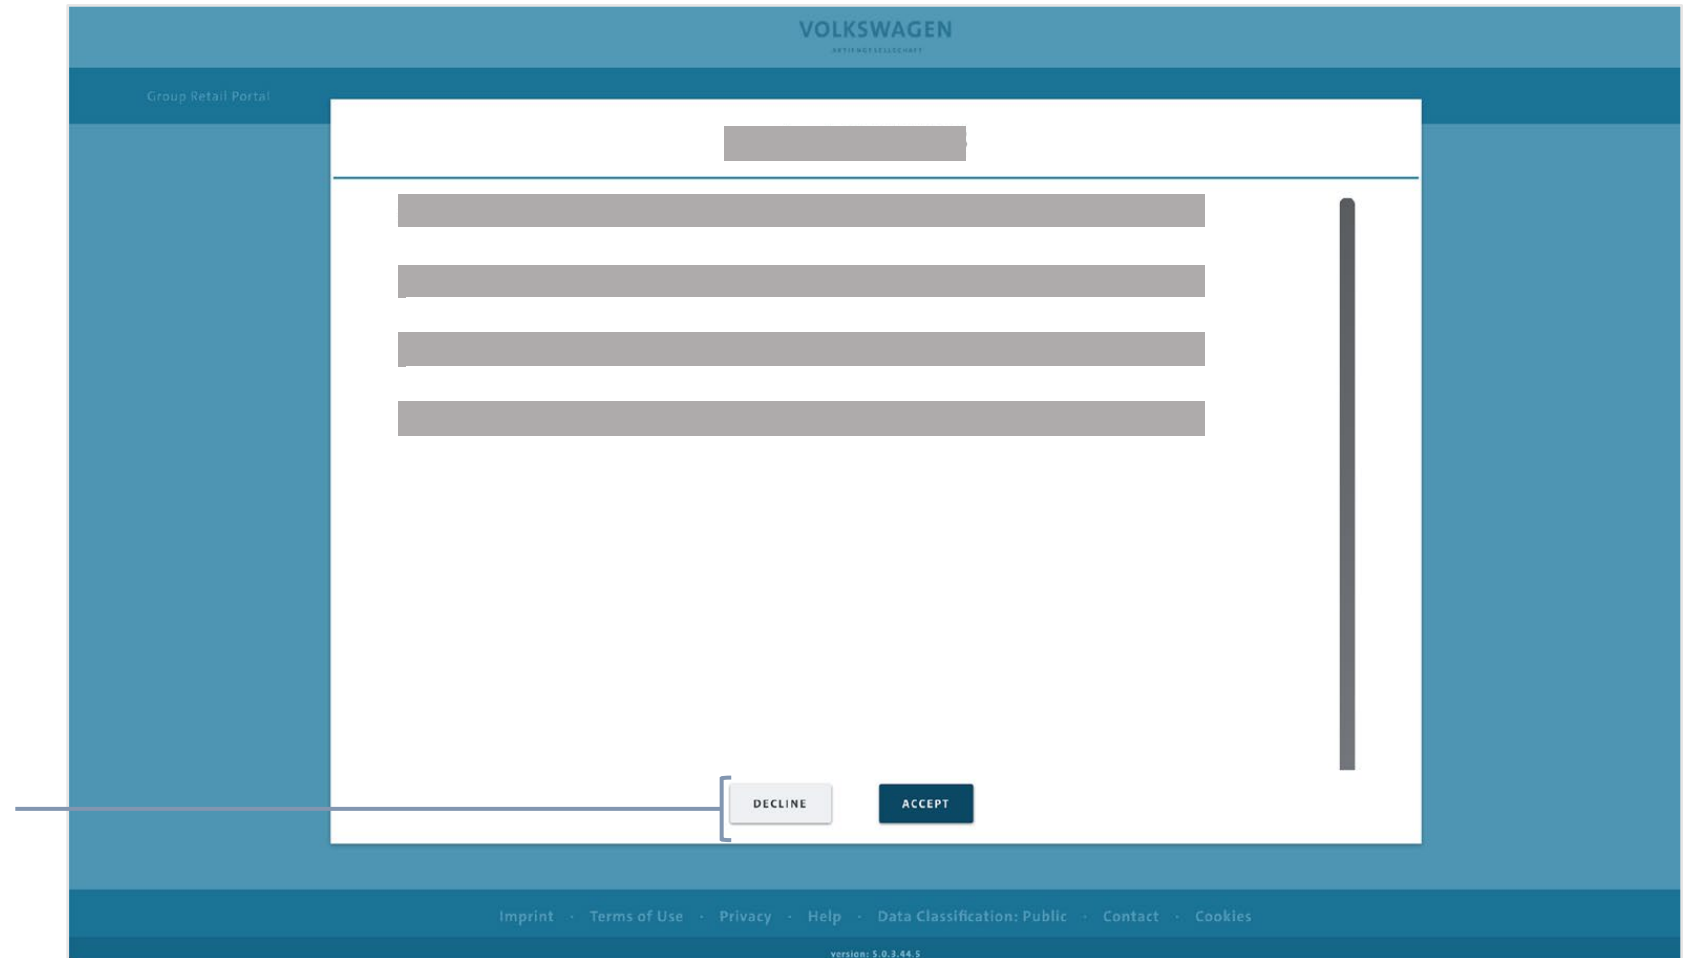 VOLKSWAGEN
AKTIENGESELLSCHAFT
Group Retail Portal
DECLINE
ACCEPT
Imprint · Terms of Use · Privacy · Help · Data Classification: Public · Contact · Cookies
version: 5.0.3.44.5